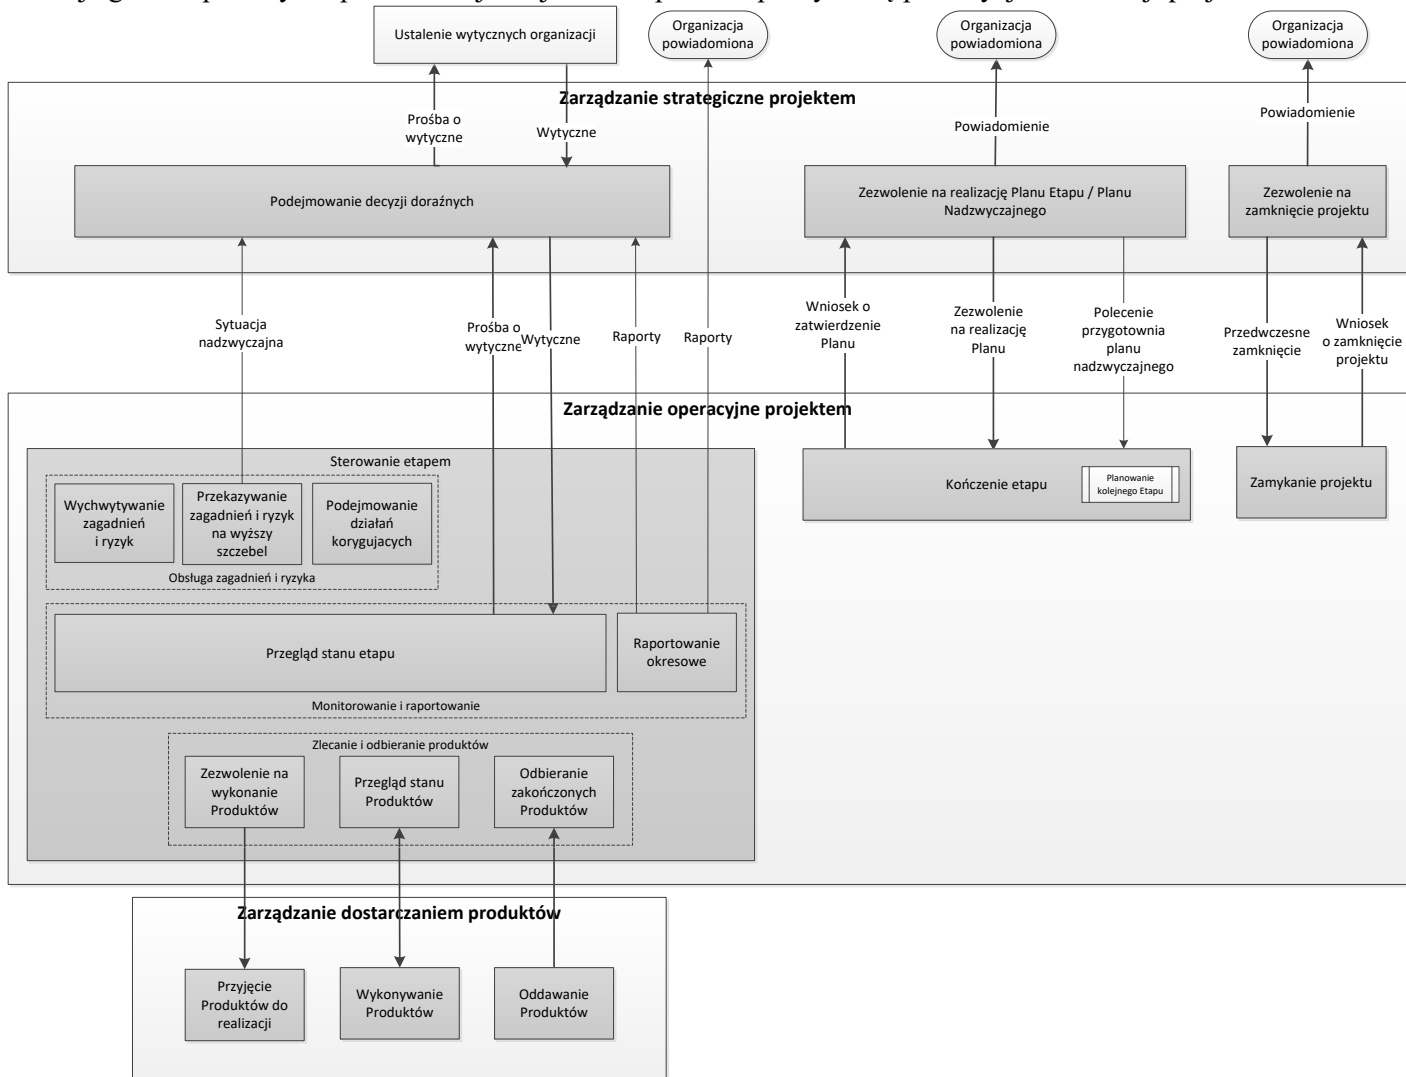 Ustalenie wytycznych organizacji
Organizacja
powiadomiona
Organizacja
powiadomiona
Organizacja
powiadomiona
Zarządzanie strategiczne projektem
Prośba o
wytyczne
Wytyczne
Powiadomienie
Powiadomienie
Podejmowanie decyzji doraźnych
Zezwolenie na realizację Planu Etapu / Planu
Nadzwyczajnego
Zezwolenie na
zamknięcie projektu
Sytuacja
nadzwyczajna
Prośba o
wytyczne
Wytyczne
Raporty
Raporty
Wniosek o
zatwierdzenie
Planu
Zezwolenie
na realizację
Planu
Polecenie
przygotownia
planu
nadzwyczajnego
Przedwczesne
zamknięcie
Wniosek
o zamknięcie
projektu
Zarządzanie operacyjne projektem
Sterowanie etapem
Wychwytywanie
zagadnień
i ryzyk
Przekazywanie
zagadnień i ryzyk
na wyższy
szczebel
Podejmowanie
działań
korygujacych
Obsługa zagadnień i ryzyka
Kończenie etapu
Planowanie
kolejnego Etapu
Zamykanie projektu
Przegląd stanu etapu
Raportowanie
okresowe
Monitorowanie i raportowanie
Zlecanie i odbieranie produktów
Zezwolenie na
wykonanie
Produktów
Przegląd stanu
Produktów
Odbieranie
zakończonych
Produktów
Zarządzanie dostarczaniem produktów
Przyjęcie
Produktów do
realizacji
Wykonywanie
Produktów
Oddawanie
Produktów